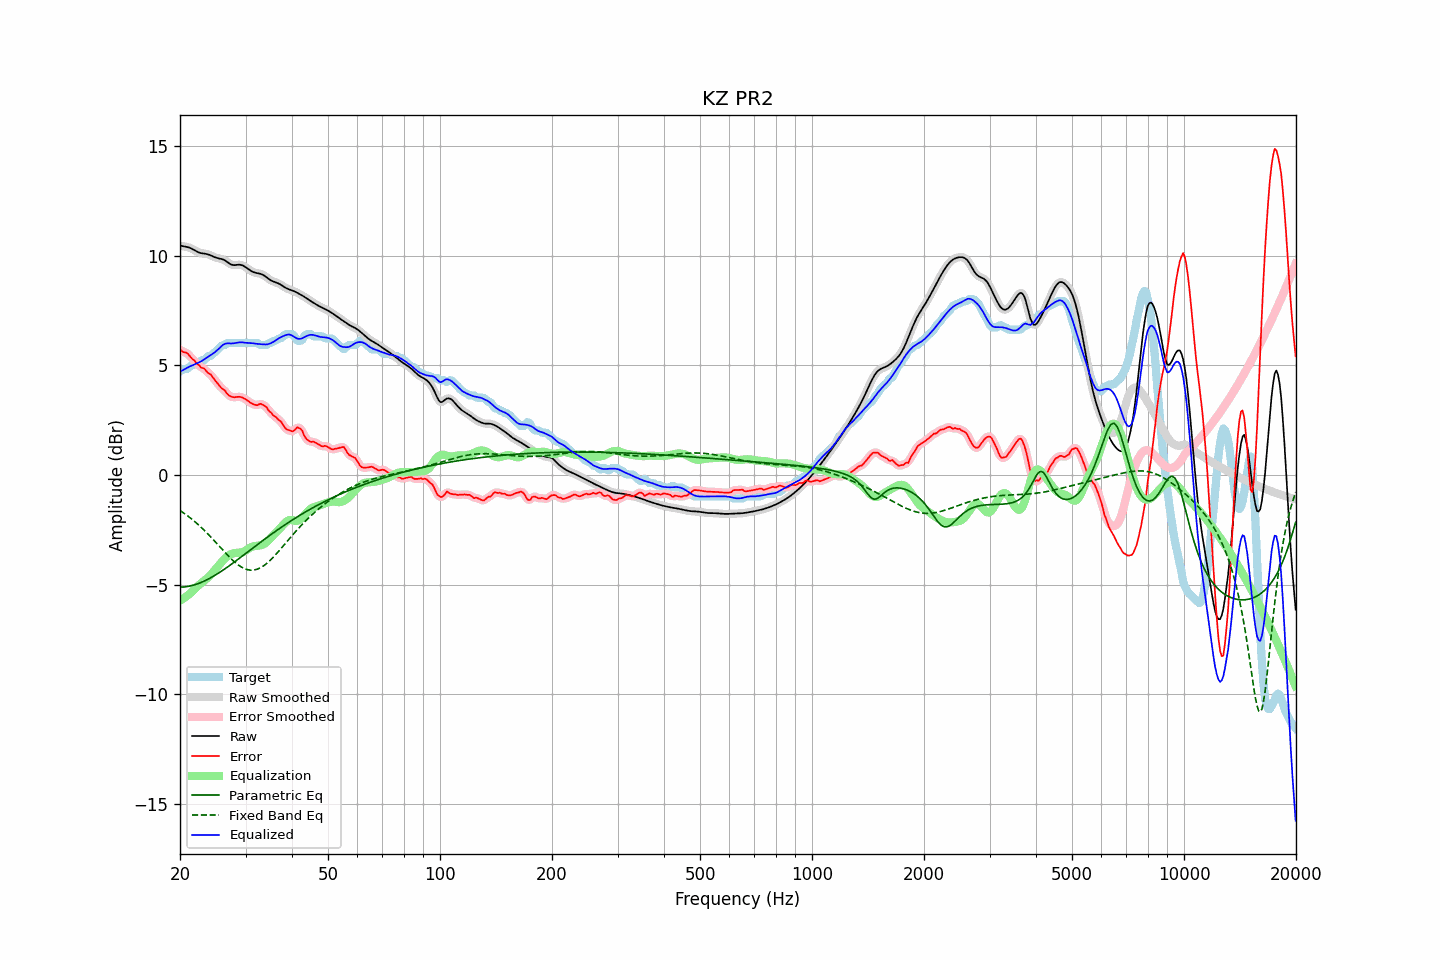 KZ PR2
Amplitude (dBr)
15
10
5
0
−5
−10
−15
Target
Raw Smoothed
Error Smoothed
Raw
Error
Equalization
Parametric Eq
Fixed Band Eq
Equalized
20 50 100 200 500 1000 2000 5000 10000 20000
Frequency (Hz)